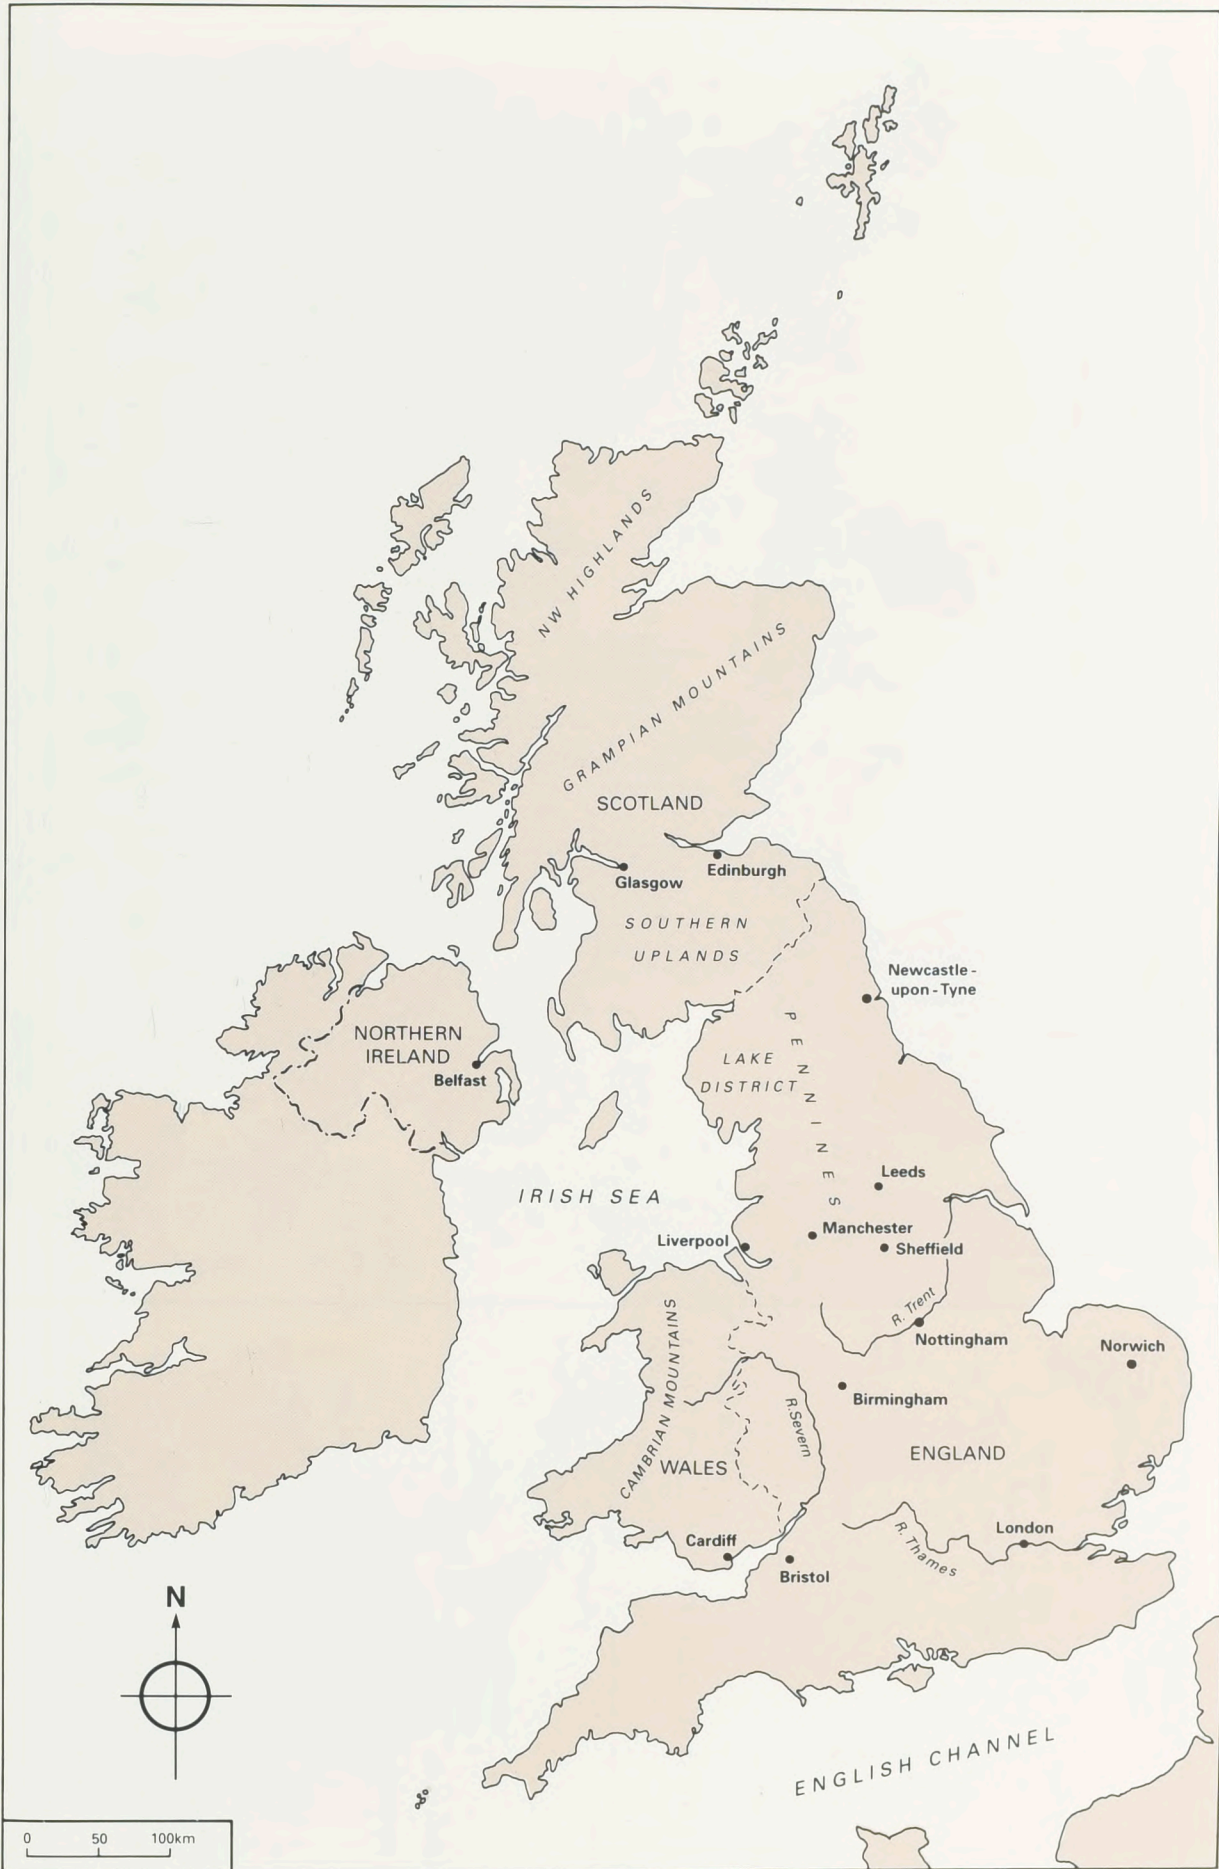 NW HIGHLANDS
GRAMPIAN MOUNTAINS
SCOTLAND
Glasgow
Edinburgh
SOUTHERN
UPLANDS
Newcastle-
upon-Tyne
NORTHERN
IRELAND
Belfast
LAKE
DISTRICT
PENNINES
Leeds
IRISH SEA
Manchester
Liverpool
Sheffield
R. Trent
Nottingham
Norwich
CAMBRIAN MOUNTAINS
Birmingham
R. Severn
ENGLAND
WALES
London
R. Thames
Cardiff
Bristol
N
ENGLISH CHANNEL
0 50 100km